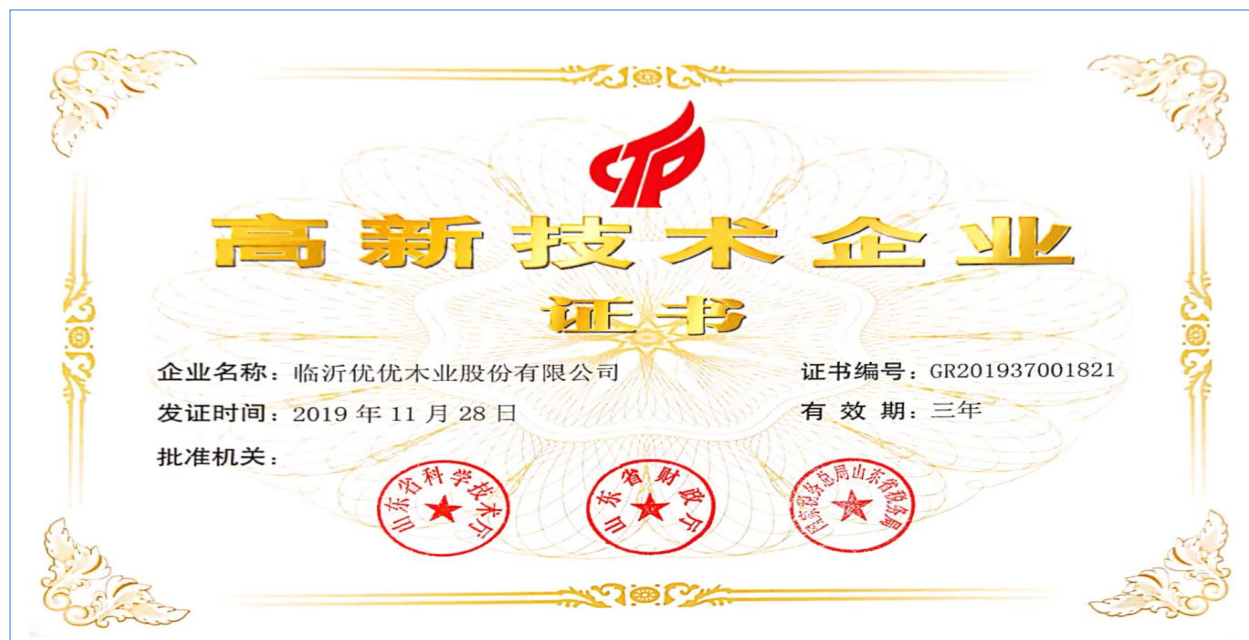 CTP
高新技术企业
证书
企业名称：临沂优优木业股份有限公司
证书编号：GR201937001821
发证时间：2019 年 11 月 28 日
有 效 期：三年
批准机关：
山东省科学技术厅
山东省财政厅
国家税务总局山东省税务局